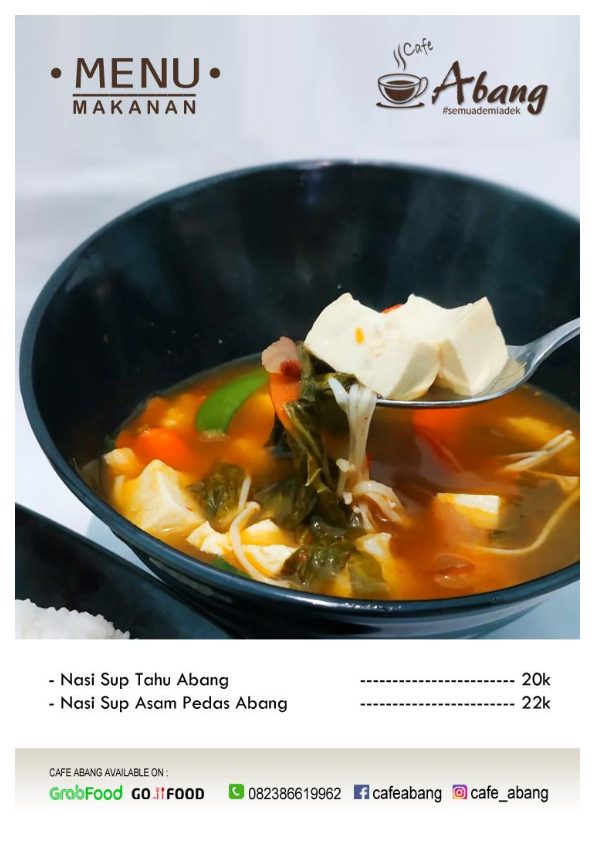 • MENU •
MAKANAN
Cafe
Abang
#semuademiadek
- Nasi Sup Tahu Abang ------------------------ 20k
- Nasi Sup Asam Pedas Abang ------------------------ 22k
CAFE ABANG AVAILABLE ON :
GrabFood GO FOOD 082386619962 cafeabang cafe_abang